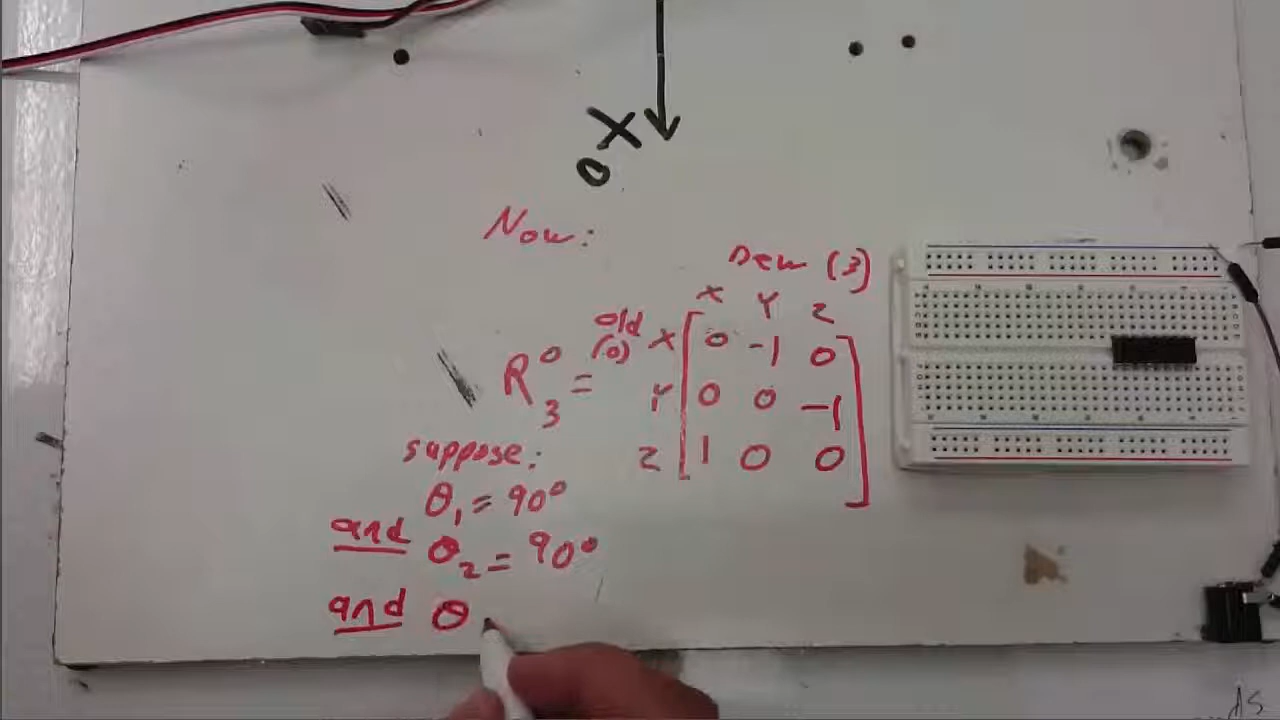 X
0
Now:
new (3)
X Y Z
old
(0) X 0 -1 0
R⁰₃ =
Y 0 0 -1
Z 1 0 0
suppose:
θ₁ = 90°
and θ₂ = 90°
and θ